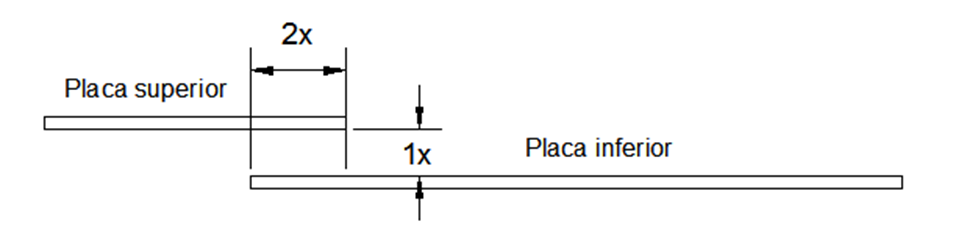 2x
Placa superior
1x
Placa inferior